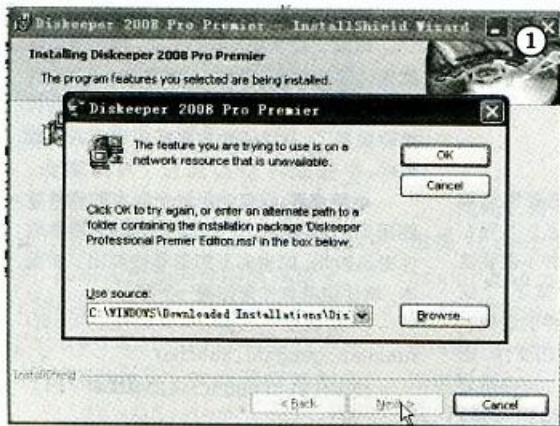 Diskeeper 2008 Pro Premier - InstallShield Wizard
1
Installing Diskeeper 2008 Pro Premier
The program features you selected are being installed.
Diskeeper 2008 Pro Premier
The feature you are trying to use is on a
network resource that is unavailable.
OK
Cancel
Click OK to try again, or enter an alternate path to a
folder containing the installation package 'Diskeeper
Professional Premier Edition.msi' in the box below.
Use source:
C:\WINDOWS\Downloaded Installations\Dis
Browse...
InstallShield
< Back
Next >
Cancel